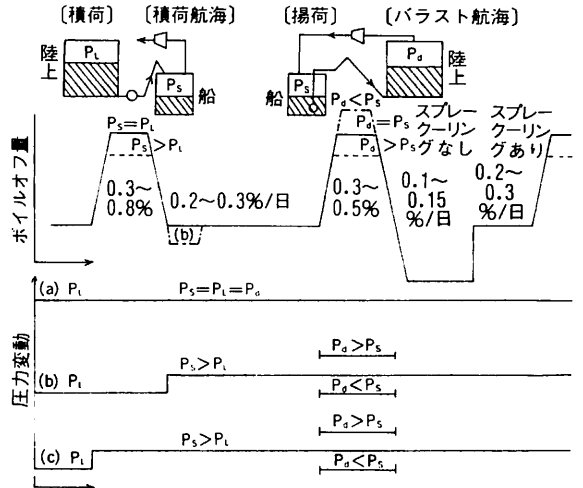 〔積荷〕 〔積荷航海〕 〔揚荷〕 〔バラスト航海〕
PL
陸上
PS
船
PS
船
Pd
陸上
PS=PL
PS>PL
Pd<PS
Pd=PS
Pd>PS
スプレー
クーリン
グなし
スプレー
クーリン
グあり
ボイルオフ量
0.3~
0.8%
0.2~0.3%/日
(b)
0.3~
0.5%
0.1~
0.15
%/日
0.2~
0.3
%/日
圧力変動
(a) PL PS=PL=Pd
(b) PL PS>PL
Pd>PS
Pd<PS
(c) PL PS>PL
Pd>PS
Pd<PS